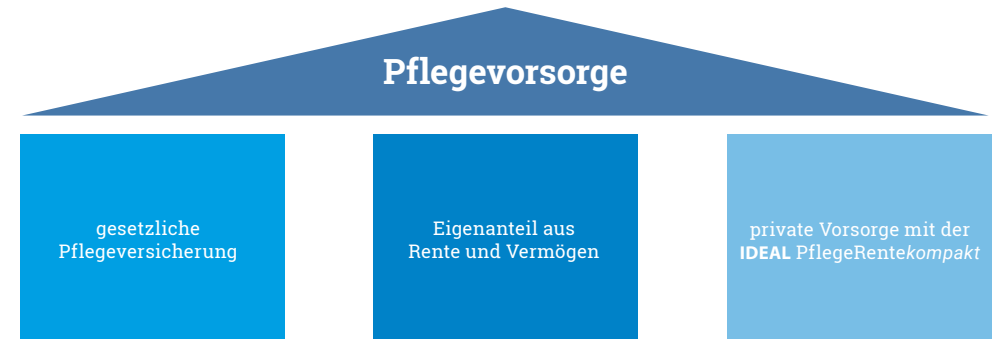 Pflegevorsorge
gesetzliche
Pflegeversicherung
Eigenanteil aus
Rente und Vermögen
private Vorsorge mit der
IDEAL PflegeRentekompakt